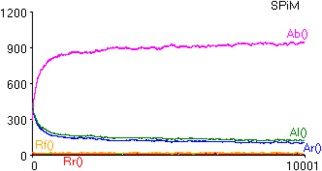 SPiM
1200
900
600
300
0
Ab()
Al()
Ar()
Rf()
Rr()
0
10001